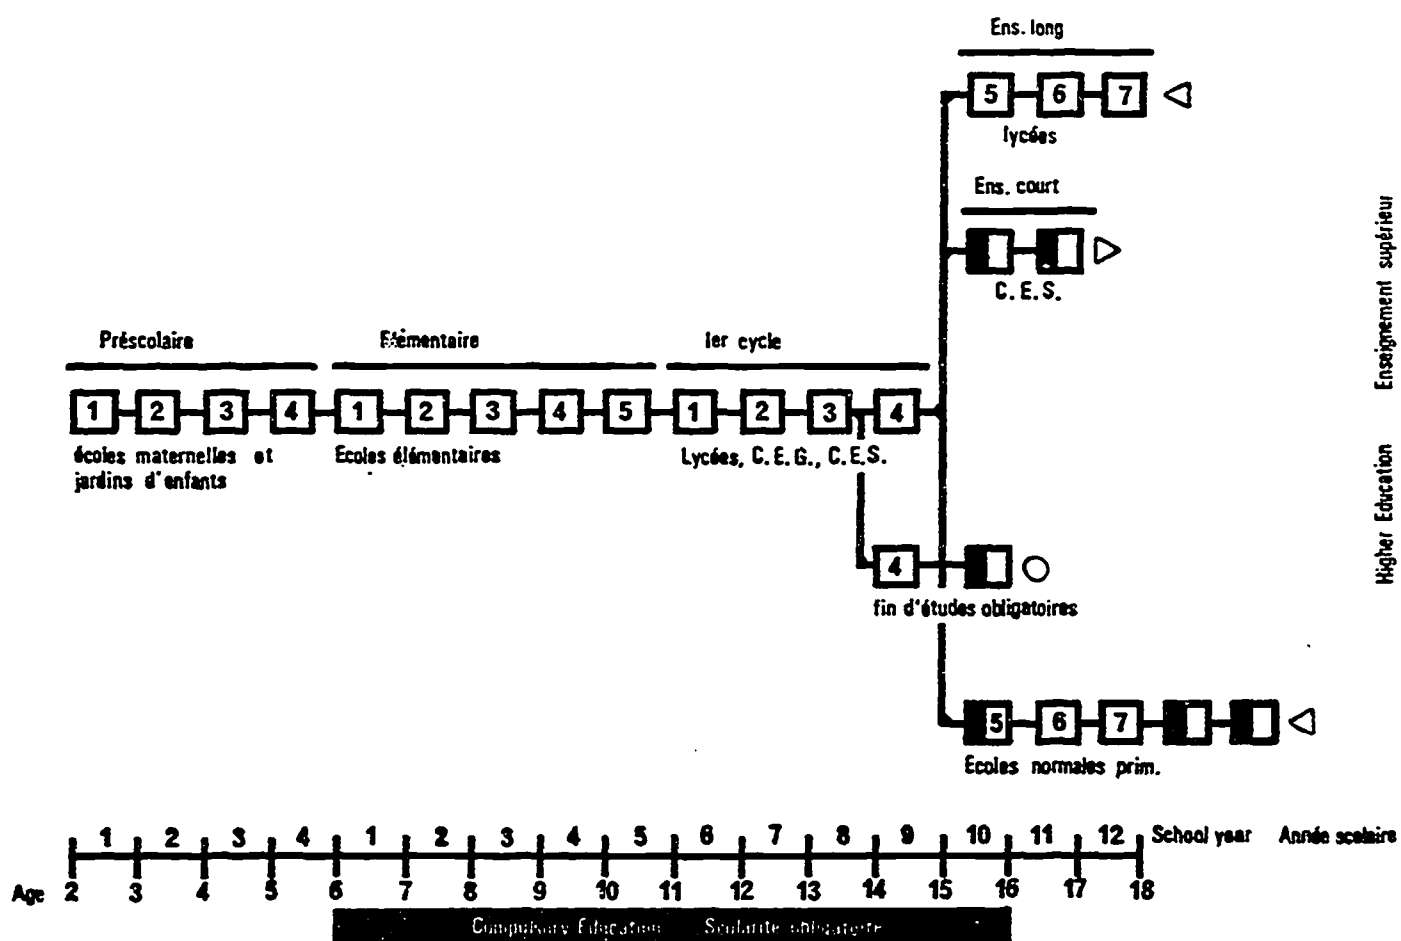 Ens. long
5 6 7
lycées
Ens. court
C.E.S.
Préscolaire Elémentaire Ier cycle
1 2 3 4 1 2 3 4 5 1 2 3 4
écoles maternelles et
jardins d'enfants
Ecoles élémentaires
Lycées, C.E.G., C.E.S.
4
fin d'études obligatoires
5 6 7
Ecoles normales prim.
Enseignement supérieur
Higher Education
1 2 3 4 1 2 3 4 5 6 7 8 9 10 11 12 School year Année scolaire
Age 2 3 4 5 6 7 8 9 10 11 12 13 14 15 16 17 18
Compulsory Education Scolarité obligatoire